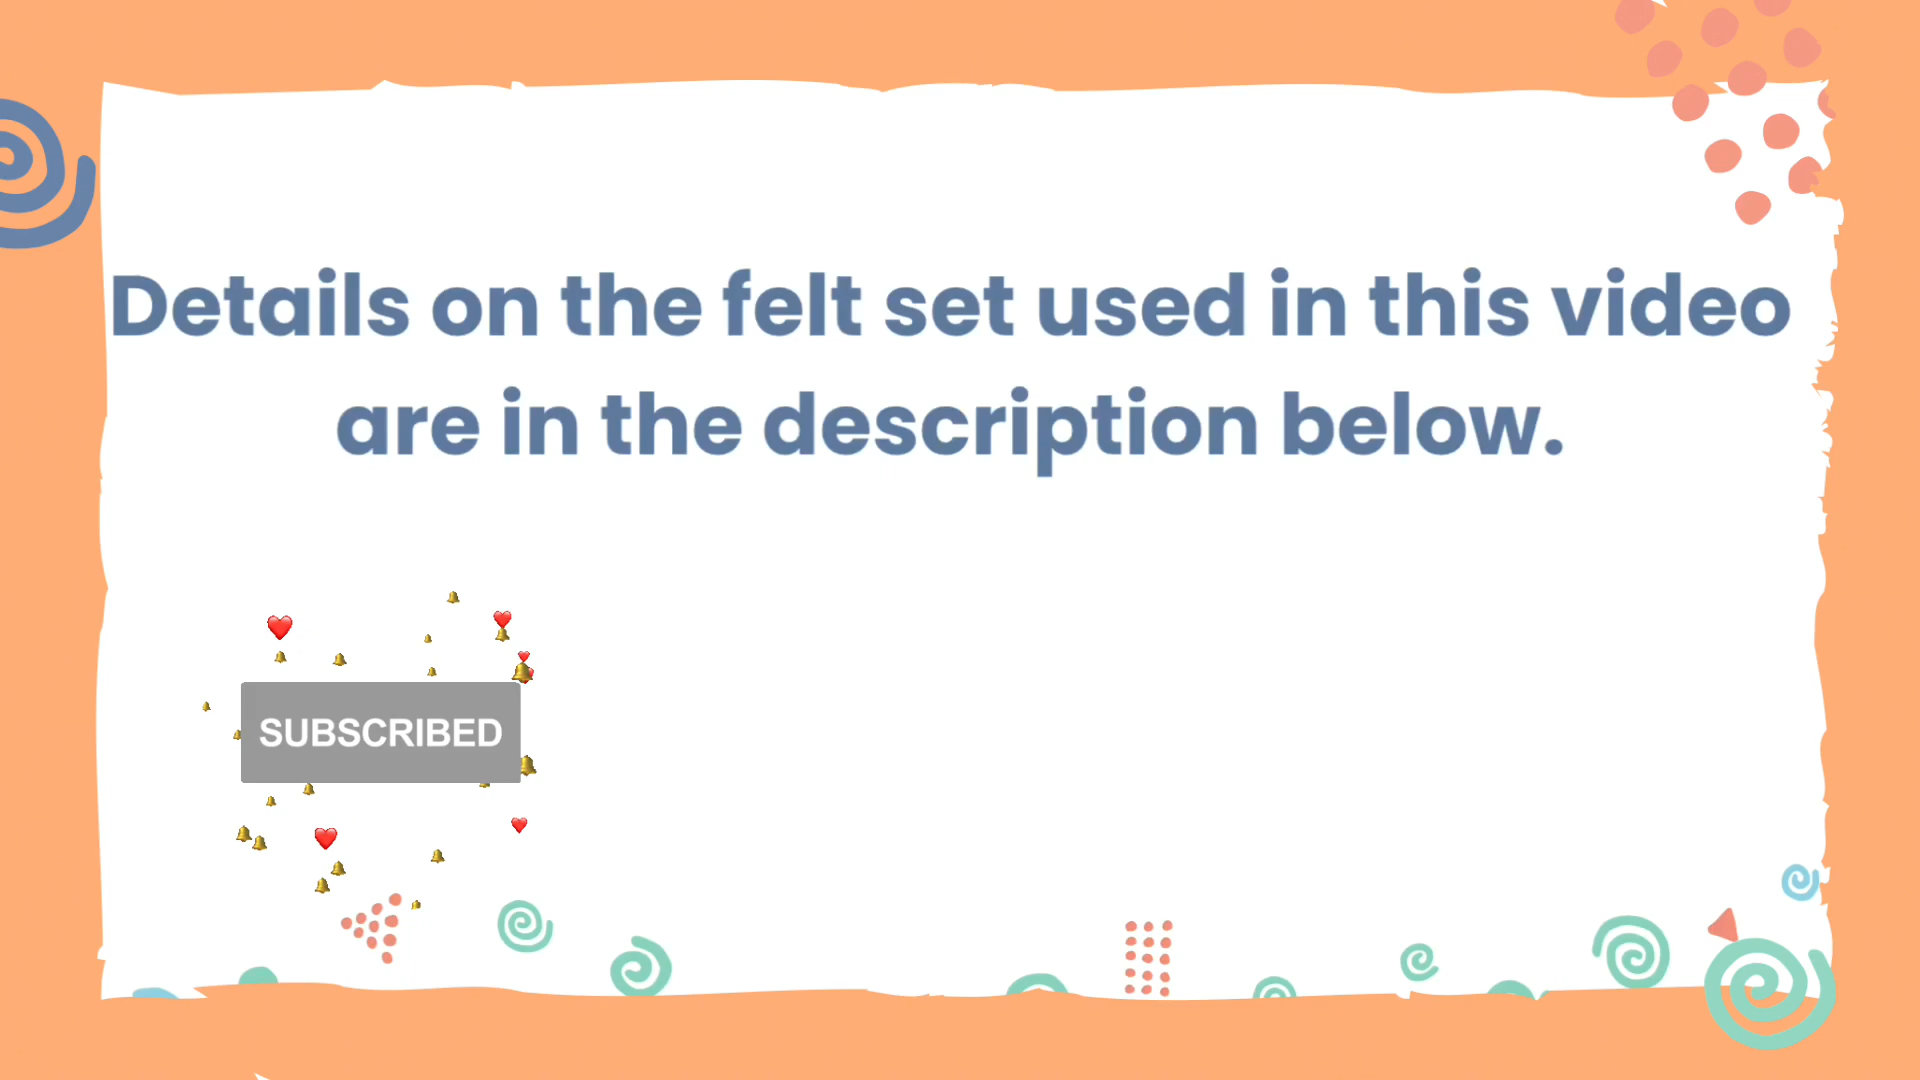 Details on the felt set used in this video
are in the description below.
SUBSCRIBED